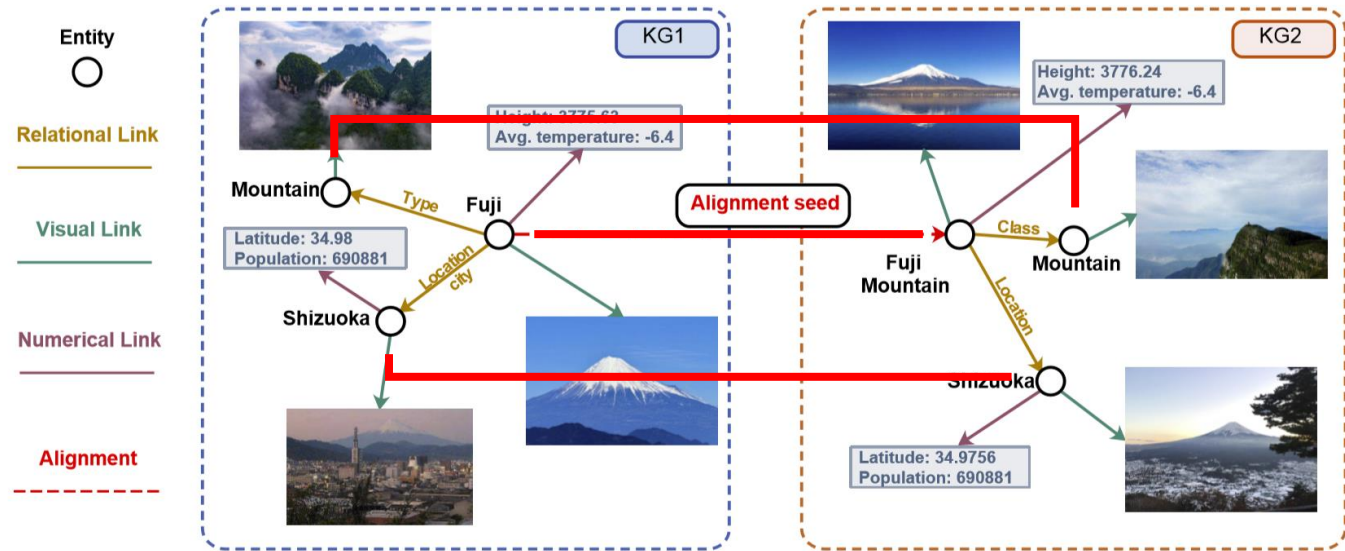 Entity
Relational Link
Visual Link
Numerical Link
Alignment
KG1
Avg. temperature: -6.4
Mountain
Type
Fuji
Latitude: 34.98
Population: 690881
Location
city
Shizuoka
Alignment seed
KG2
Height: 3776.24
Avg. temperature: -6.4
Class
Mountain
Fuji
Mountain
Location
Shizuoka
Latitude: 34.9756
Population: 690881